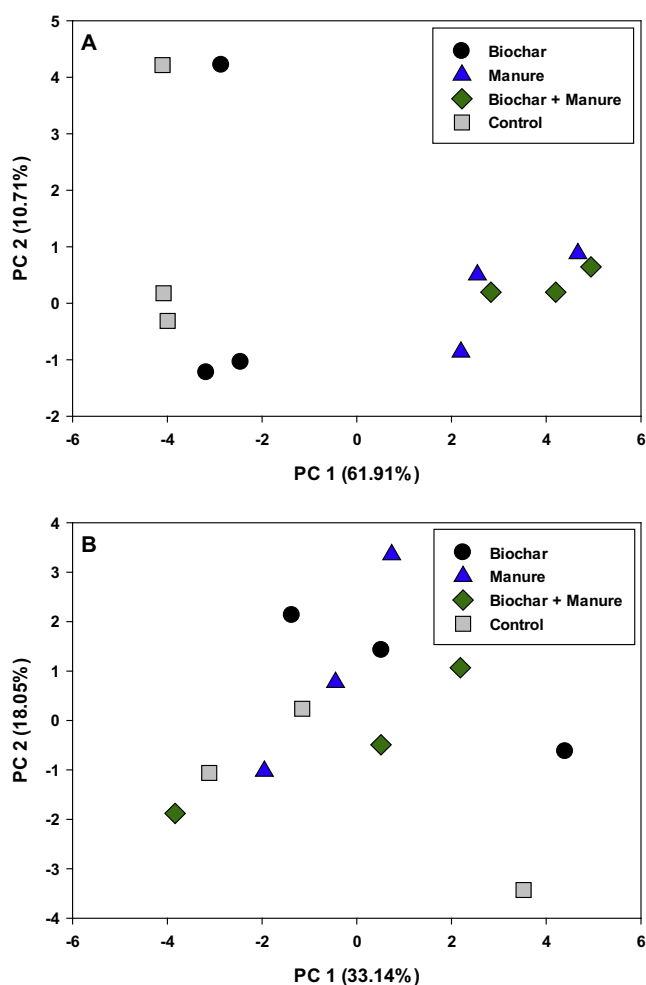 A
Biochar
Manure
Biochar + Manure
Control
5
4
3
2
1
0
-1
-2
PC 2 (10.71%)
-6 -4 -2 0 2 4 6
PC 1 (61.91%)
B
Biochar
Manure
Biochar + Manure
Control
4
3
2
1
0
-1
-2
-3
-4
PC 2 (18.05%)
-6 -4 -2 0 2 4 6
PC 1 (33.14%)